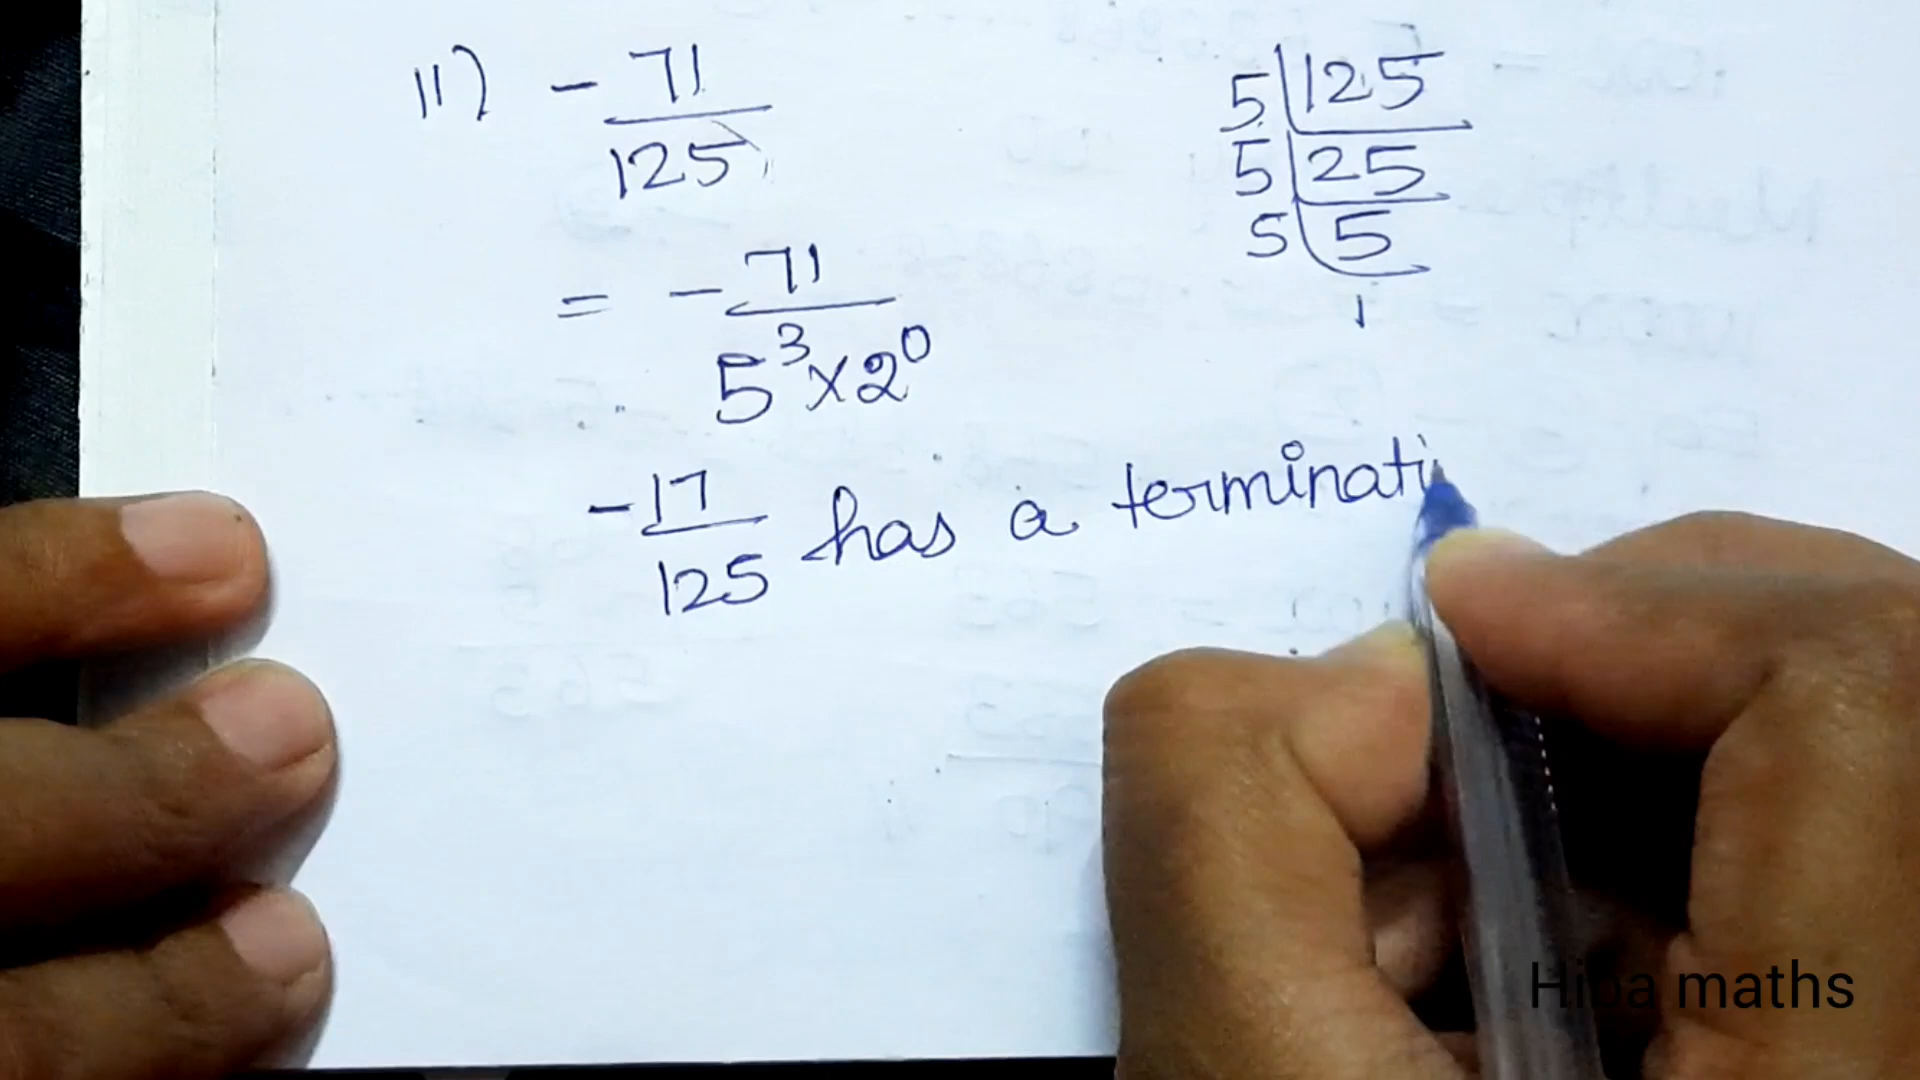 11) - 71/125
5 | 125
5 | 25
5 | 5
1
= - 71/5³×2⁰
- 17/125 has a terminati
Hiba maths